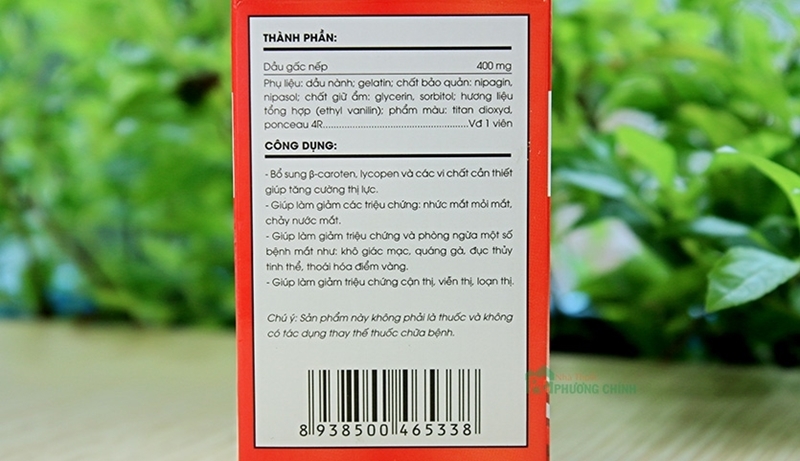 THÀNH PHẦN:
Dầu gấc nếp 400 mg
Phụ liệu: dầu nành; gelatin; chất bảo quản: nipagin,
nipasol; chất giữ ẩm: glycerin, sorbitol; hương liệu
tổng hợp (ethyl vanilin); phẩm màu: titan dioxyd,
ponceau 4R..............................................Vđ 1 viên
CÔNG DỤNG:
- Bổ sung β-caroten, lycopen và các vi chất cần thiết
giúp tăng cường thị lực.
- Giúp làm giảm các triệu chứng: nhức mắt mỏi mắt,
chảy nước mắt.
- Giúp làm giảm triệu chứng và phòng ngừa một số
bệnh mắt như: khô giác mạc, quáng gà, đục thủy
tinh thể, thoái hóa điểm vàng.
- Giúp làm giảm triệu chứng cận thị, viễn thị, loạn thị.
Chú ý: Sản phẩm này không phải là thuốc và không
có tác dụng thay thế thuốc chữa bệnh.
8 938500 465338
PHƯƠNG CHINH